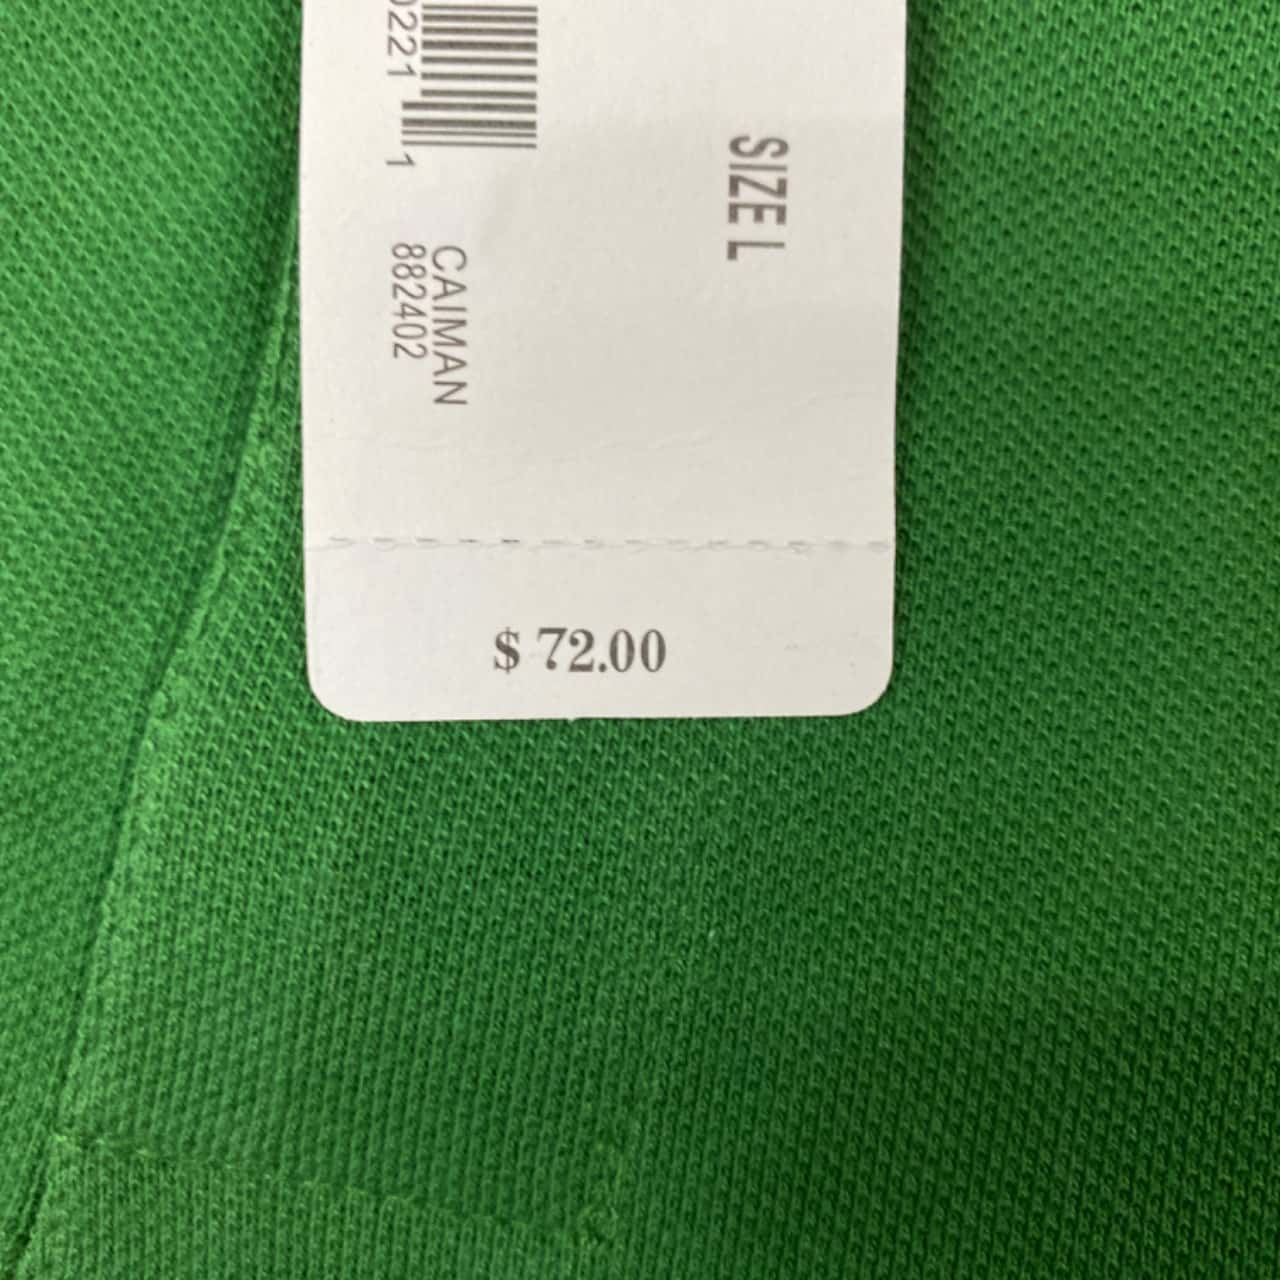 SIZE L
0221 1
CAIMAN
882402
$ 72.00